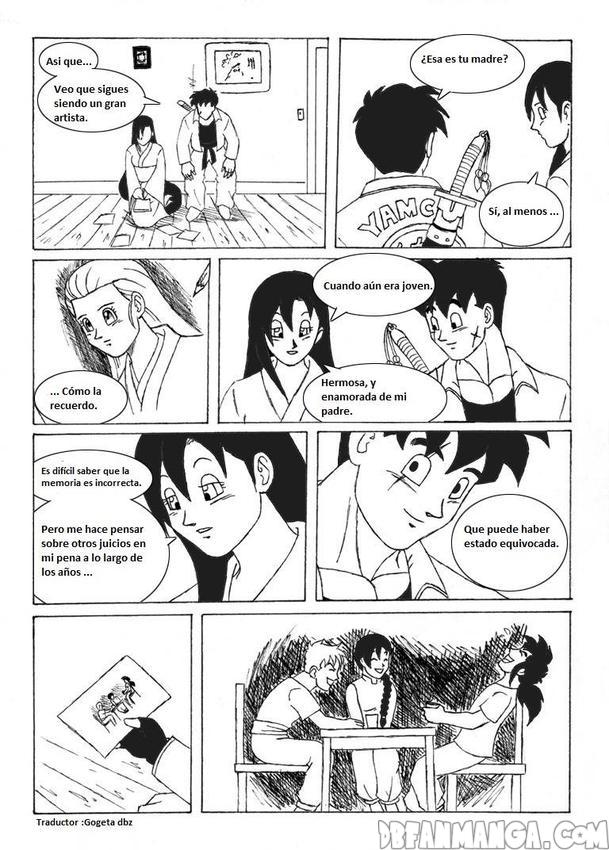 Asi que...
Veo que sigues
siendo un gran
artista.
¿Esa es tu madre?
YAMC
Sí, al menos ...
... Cómo la
recuerdo.
Cuando aún era joven.
Hermosa, y
enamorada de mi
padre.
Es difícil saber que la
memoria es incorrecta.
Pero me hace pensar
sobre otros juicios en
mi pena a lo largo de
los años ...
Que puede haber
estado equivocada.
Traductor :Gogeta dbz
DBFANMANGA.COM